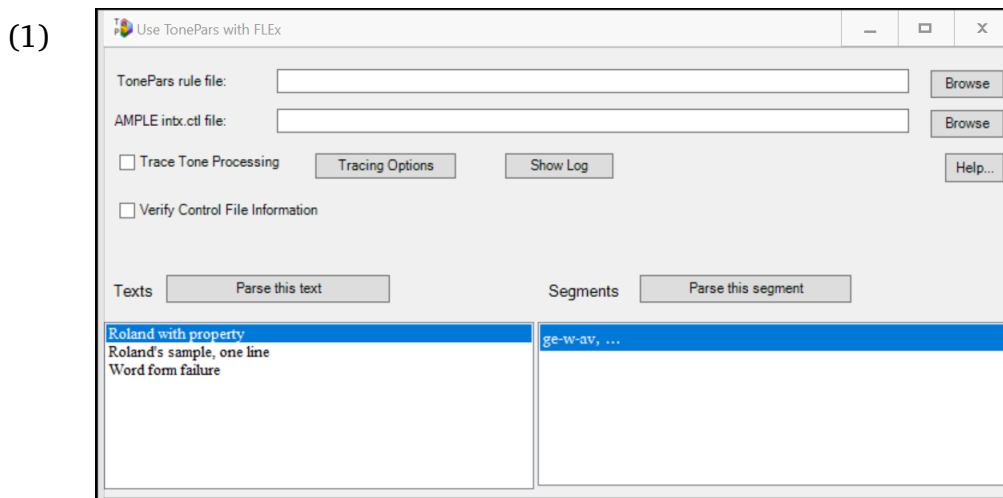 (1)
Use TonePars with FLEx
TonePars rule file:
Browse
AMPLE intx.ctl file:
Browse
Trace Tone Processing
Tracing Options
Show Log
Help...
Verify Control File Information
Texts
Parse this text
Segments
Parse this segment
Roland with property
Roland's sample, one line
Word form failure
ge-w-av, ...